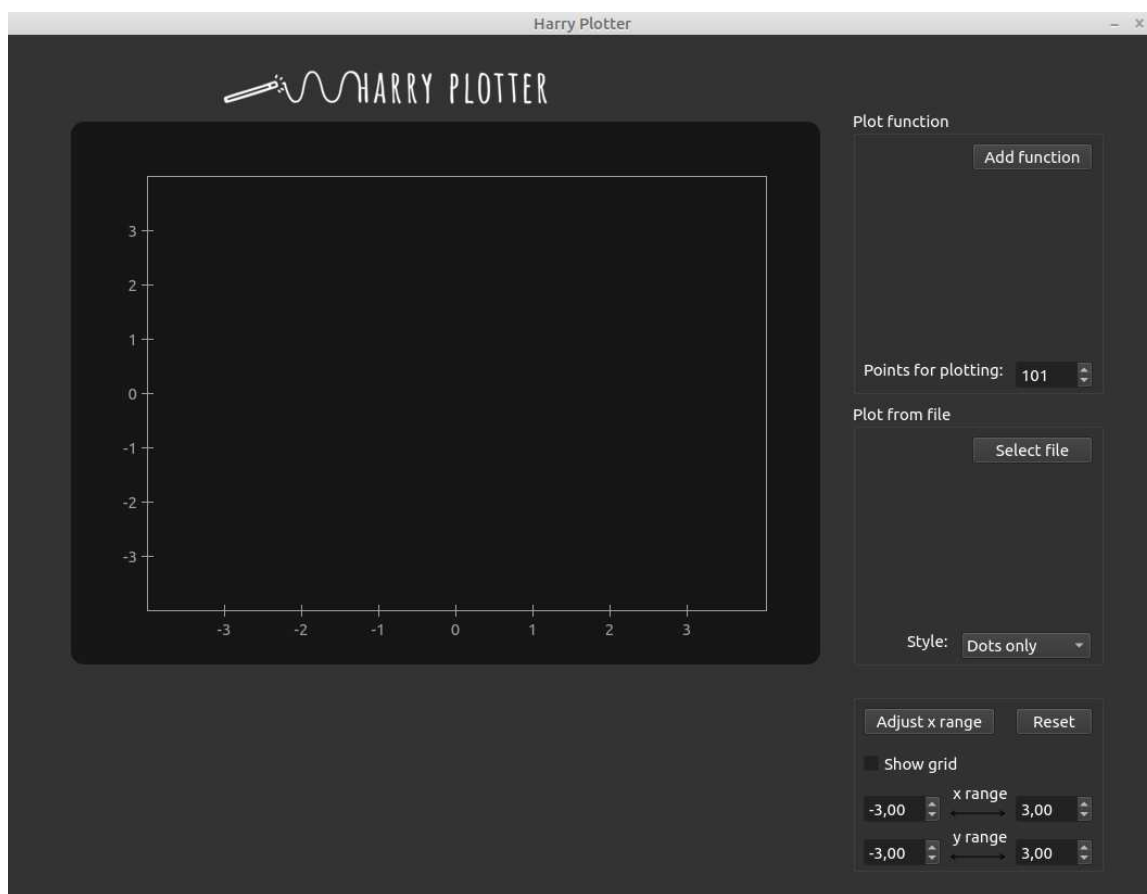 Harry Plotter
HARRY PLOTTER
Plot function
Add function
3
2
1
0
-1
-2
-3
-3 -2 -1 0 1 2 3
Points for plotting: 101
Plot from file
Select file
Style: Dots only
Adjust x range Reset
Show grid
x range
-3,00 3,00
y range
-3,00 3,00